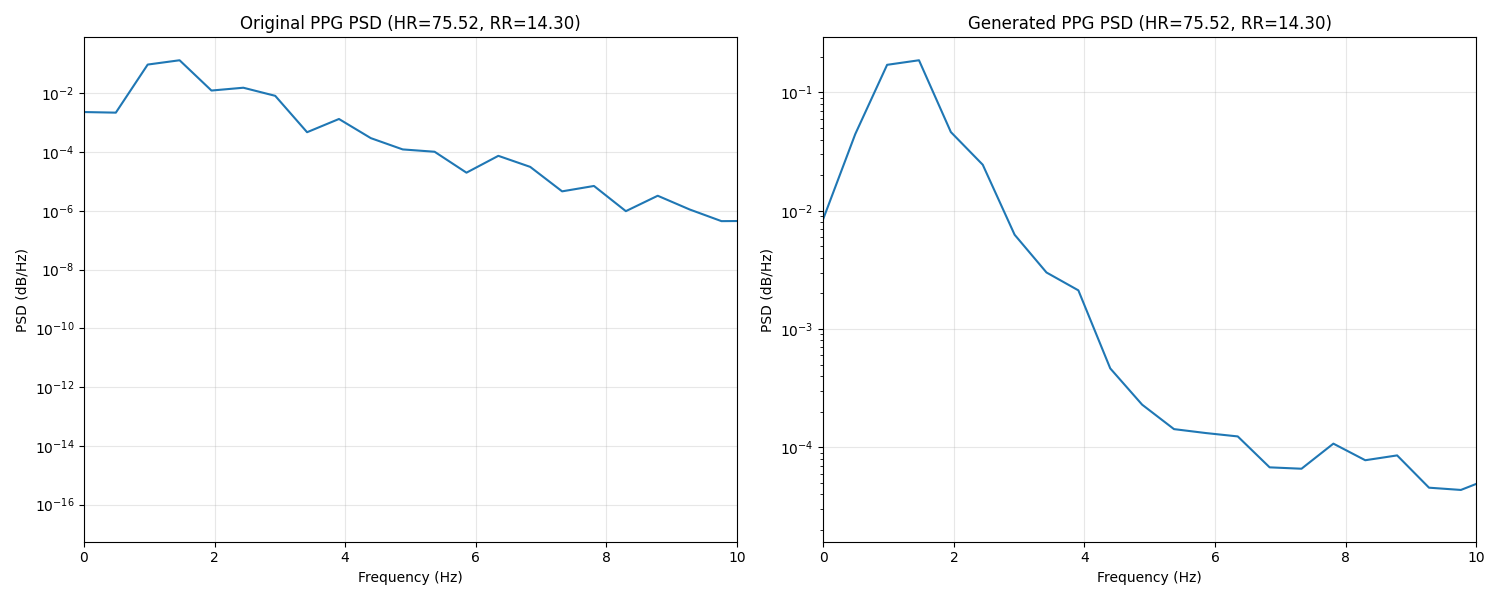 Original PPG PSD (HR=75.52, RR=14.30)
PSD (dB/Hz)
10⁻²
10⁻⁴
10⁻⁶
10⁻⁸
10⁻¹⁰
10⁻¹²
10⁻¹⁴
10⁻¹⁶
0 2 4 6 8 10
Frequency (Hz)
Generated PPG PSD (HR=75.52, RR=14.30)
PSD (dB/Hz)
10⁻¹
10⁻²
10⁻³
10⁻⁴
0 2 4 6 8 10
Frequency (Hz)